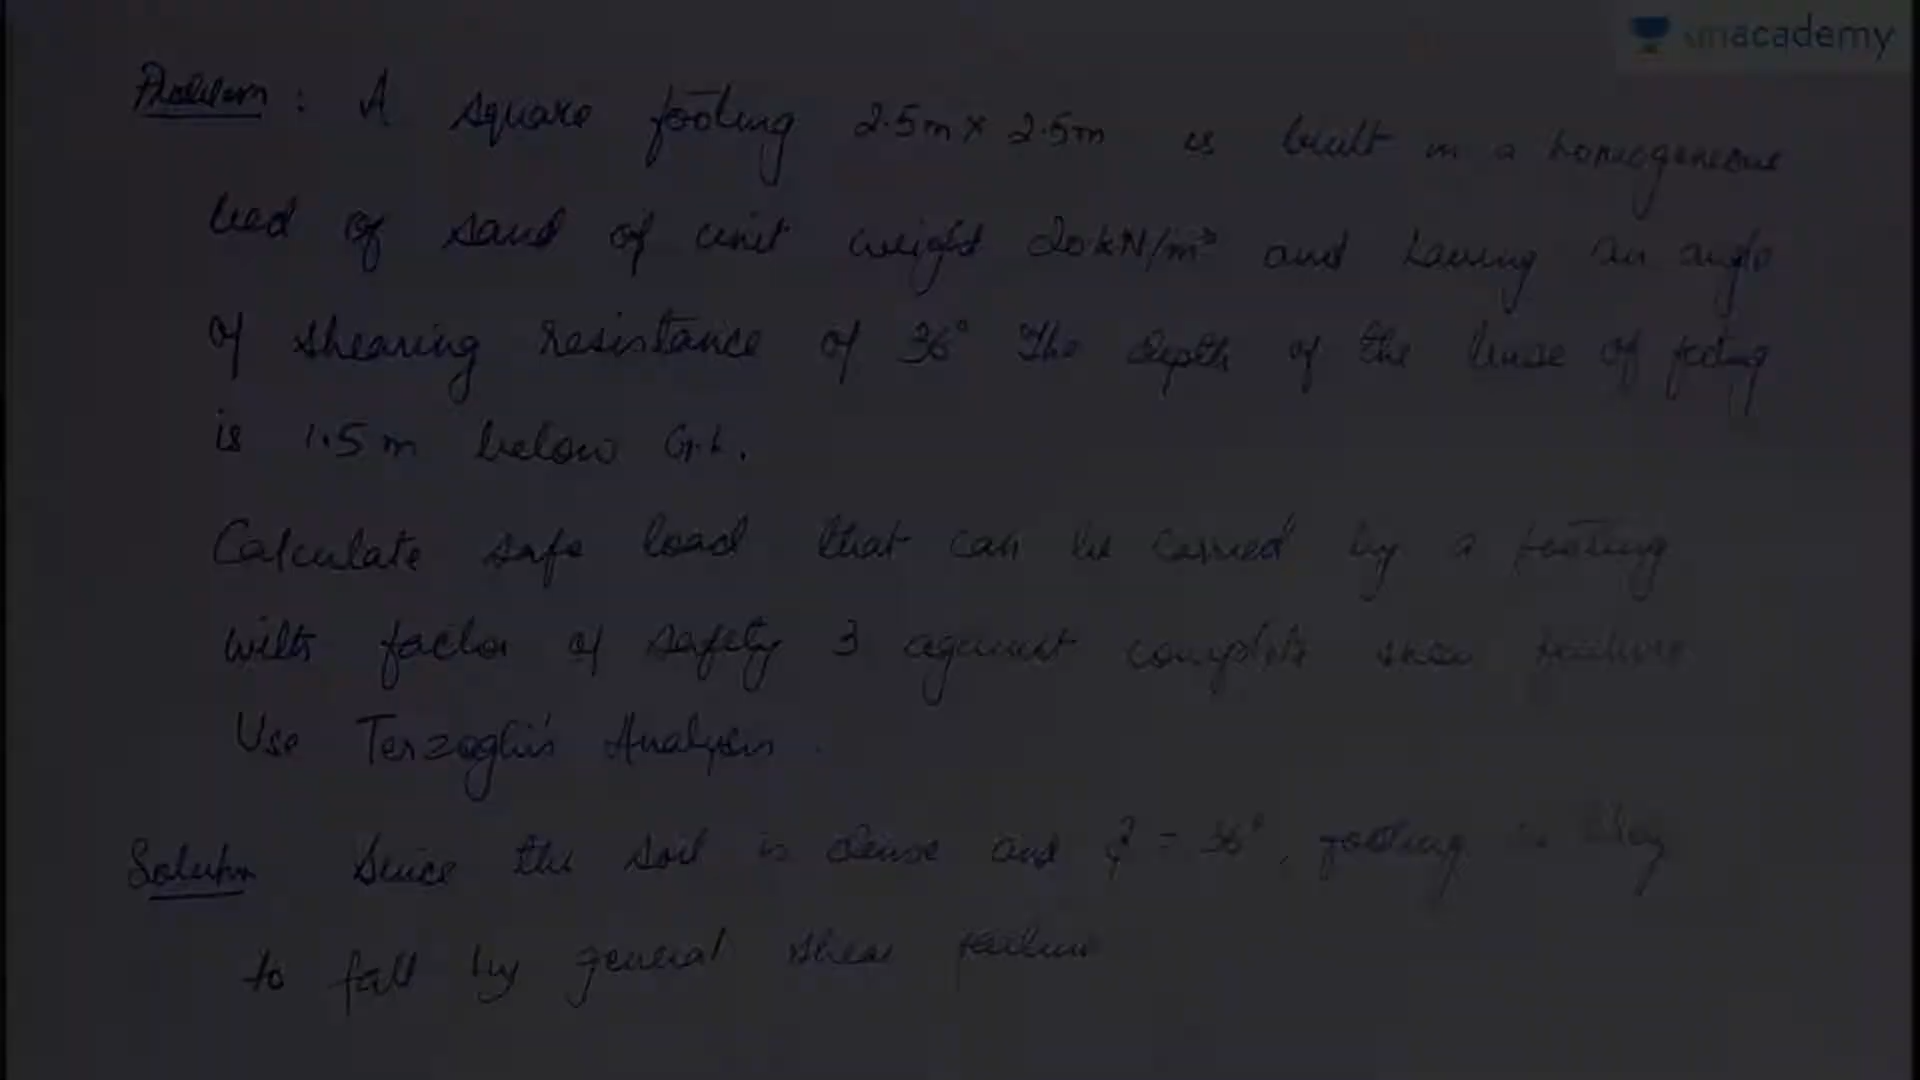 unacademy
Problem : A square footing 2.5m x 2.5m is built in a homogeneous
bed of sand of unit weight 20kN/m³ and having an angle
of shearing resistance of 36° The depth of the base of footing
is 1.5m below G.L.
Calculate safe load that can be carried by a footing
with factor of safety 3 against complete shear failure
Use Terzaghi's Analysis.
Solution Since the soil is dense and φ = 36°, footing is likely
to fail by general shear failure